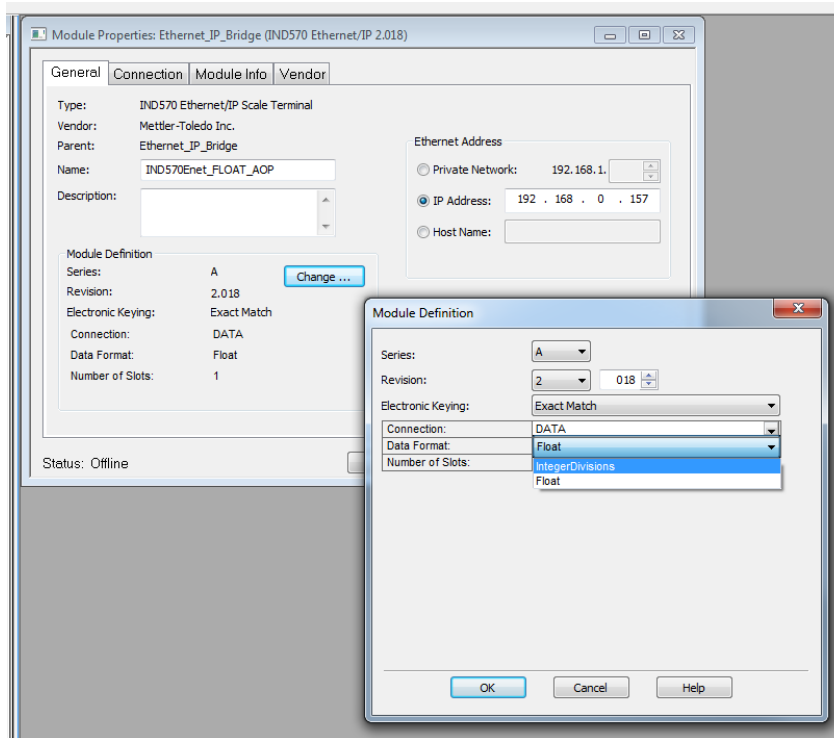 Module Properties: Ethernet_IP_Bridge (IND570 Ethernet/IP 2.018)
General Connection Module Info Vendor
Type: IND570 Ethernet/IP Scale Terminal
Vendor: Mettler-Toledo Inc.
Parent: Ethernet_IP_Bridge
Name: IND570Enet_FLOAT_AOP
Description:
Ethernet Address
Private Network: 192.168.1.
IP Address: 192 . 168 . 0 . 157
Host Name:
Module Definition
Series: A Change ...
Revision: 2.018
Electronic Keying: Exact Match
Connection: DATA
Data Format: Float
Number of Slots: 1
Status: Offline
Module Definition
Series: A
Revision: 2 018
Electronic Keying: Exact Match
Connection: DATA
Data Format: Float
Number of Slots:
IntegerDivisions
Float
OK Cancel Help